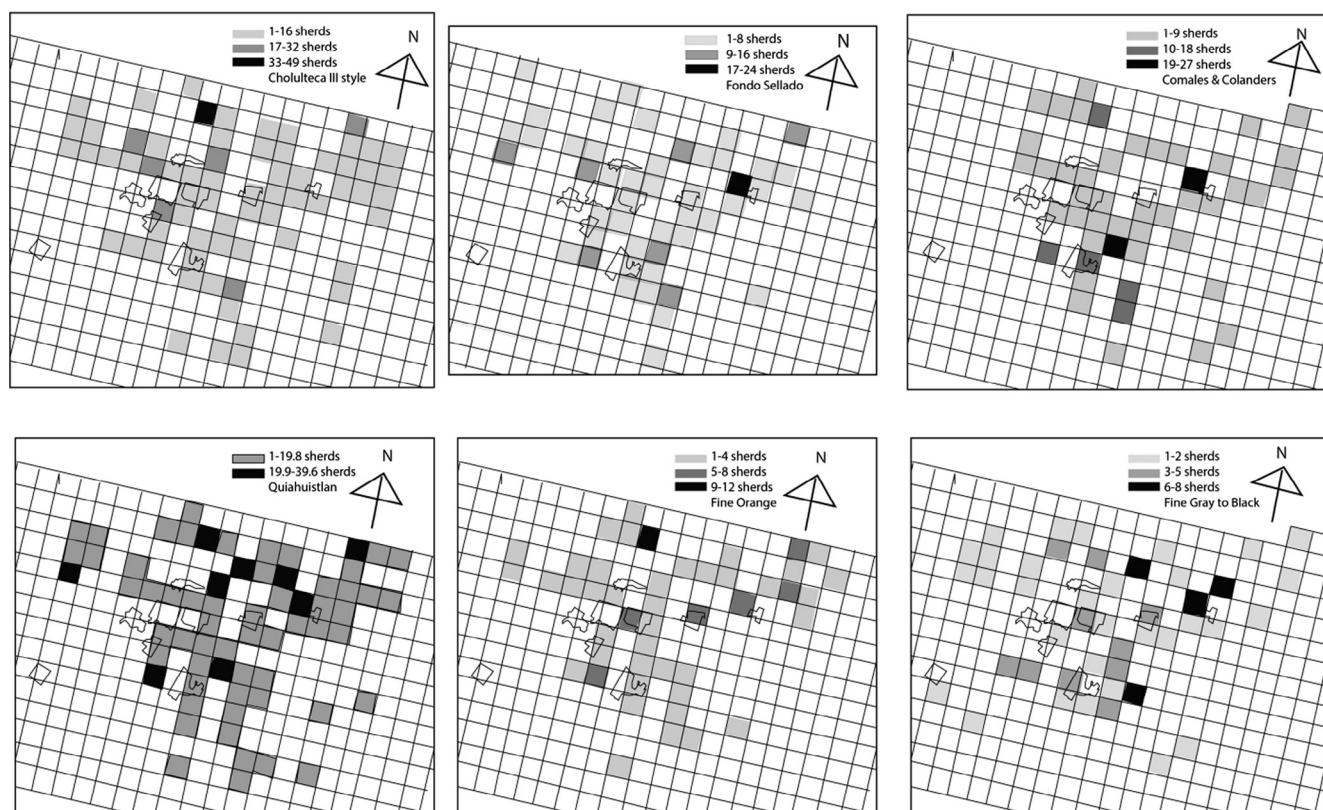 1-16 sherds
17-32 sherds
33-49 sherds
Cholulteca III style
N
1-8 sherds
9-16 sherds
17-24 sherds
Fondo Sellado
N
1-9 sherds
10-18 sherds
19-27 sherds
Comales & Colanders
N
1-19.8 sherds
19.9-39.6 sherds
Quiahuistlan
N
1-4 sherds
5-8 sherds
9-12 sherds
Fine Orange
N
1-2 sherds
3-5 sherds
6-8 sherds
Fine Gray to Black
N